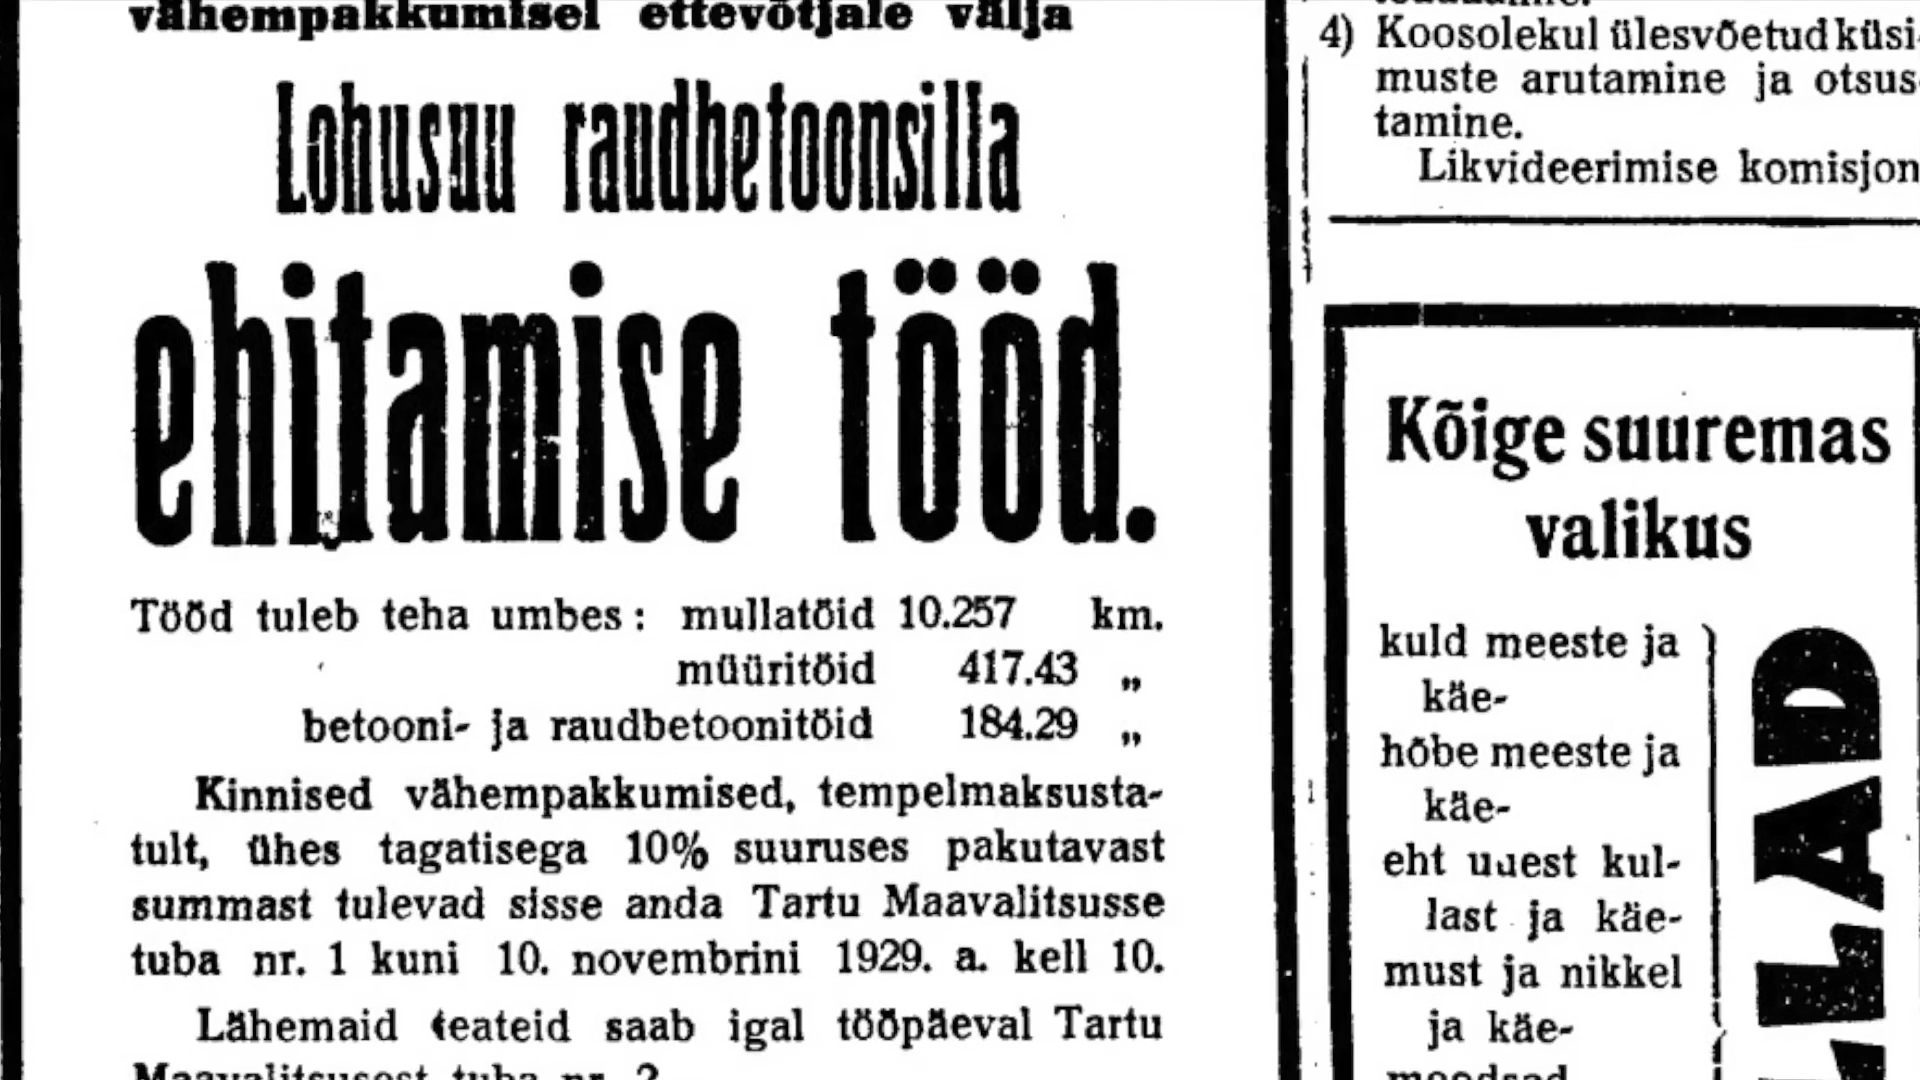 vähempakkumisel ettevõtjale välja
Lohusuu raudbetoonsilla
ehitamise tööd.
Tööd tuleb teha umbes: mullatöid 10.257 km.
müüritöid 417.43 „
betooni- ja raudbetoonitöid 184.29 „
Kinnised vähempakkumised, tempelmaksusta-
tult, ühes tagatisega 10% suuruses pakutavast
summast tulevad sisse anda Tartu Maavalitsusse
tuba nr. 1 kuni 10. novembrini 1929. a. kell 10.
Lähemaid teateid saab igal tööpäeval Tartu
Maavalitsusest tuba nr. 2
4) Koosolekul ülesvõetud küsi-
muste arutamine ja otsus-
tamine.
Likvideerimise komisjon
Kõige suuremas
valikus
kuld meeste ja
käe-
hõbe meeste ja
käe-
eht uuest kul-
last ja käe-
must ja nikkel
ja käe-
moodsad
LLAD